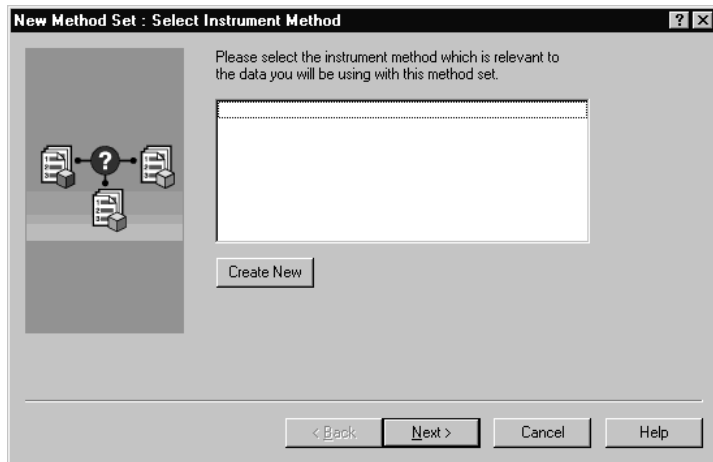 New Method Set : Select Instrument Method
Please select the instrument method which is relevant to
the data you will be using with this method set.
Create New
< Back
Next >
Cancel
Help